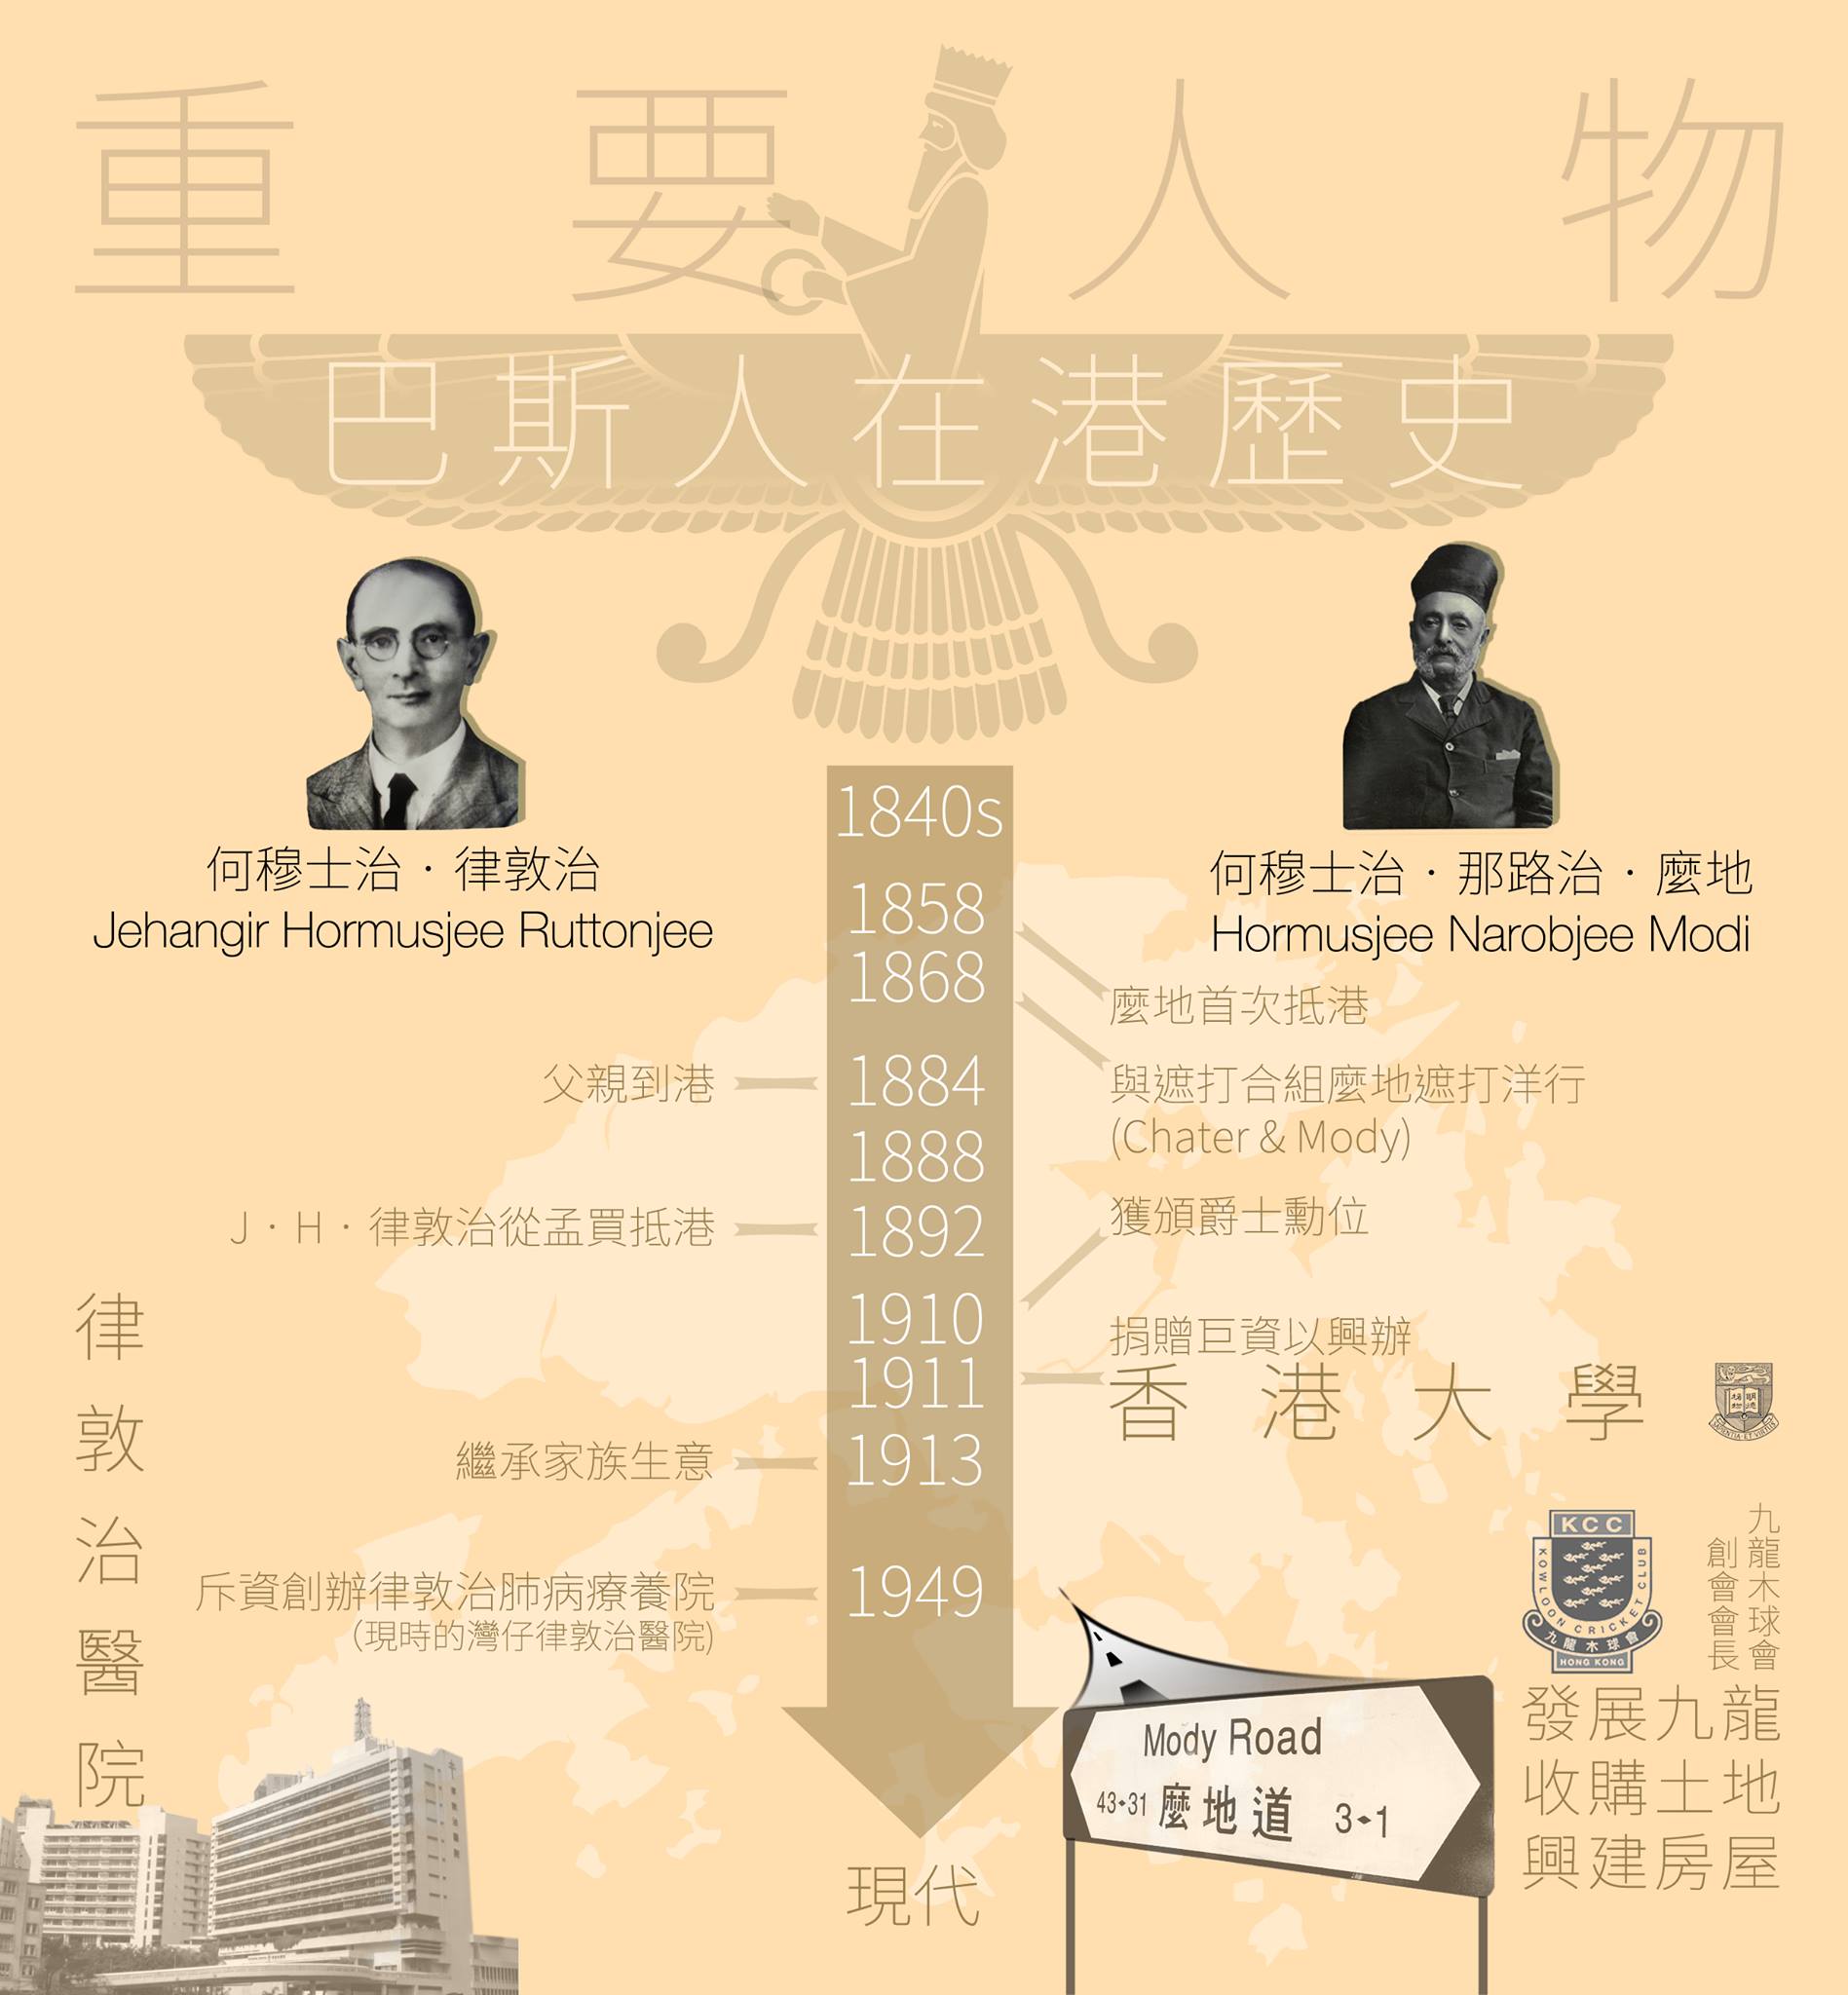 重要人物
巴斯人在港歷史
何穆士治．律敦治
Jehangir Hormusjee Ruttonjee
何穆士治．那路治．麼地
Hormusjee Narobjee Modi
1840s
1858
1868
1884
1888
1892
1910
1911
1913
1949
現代
父親到港
J．H．律敦治從孟買抵港
繼承家族生意
斥資創辦律敦治肺病療養院
(現時的灣仔律敦治醫院)
律敦治醫院
麼地首次抵港
與遮打合組麼地遮打洋行
(Chater & Mody)
獲頒爵士勳位
捐贈巨資以興辦
香港大學
KCC
KOWLOON CRICKET CLUB
九龍木球會
HONG KONG
九龍木球會
創會會長
發展九龍
收購土地
興建房屋
Mody Road
43-31 麼地道 3-1